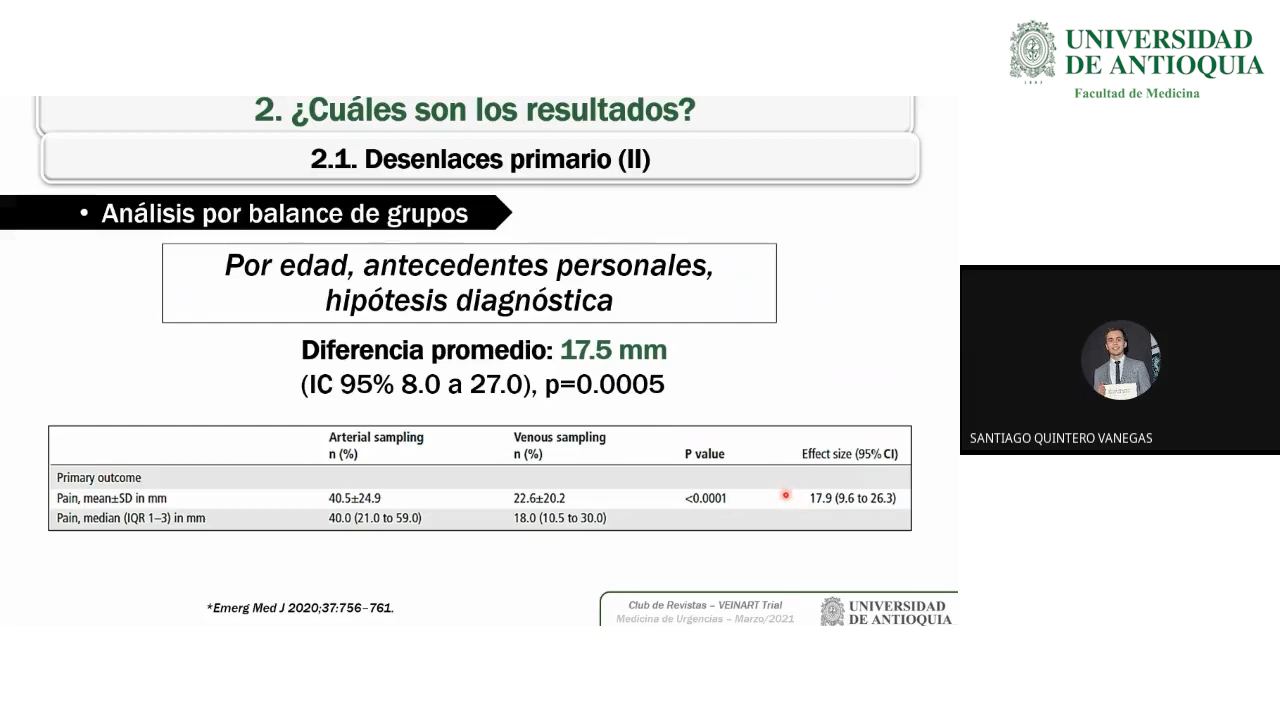 UNIVERSIDAD
DE ANTIOQUIA
1803
Facultad de Medicina
2. ¿Cuáles son los resultados?
2.1. Desenlaces primario (II)
• Análisis por balance de grupos
Por edad, antecedentes personales,
hipótesis diagnóstica
Diferencia promedio: 17.5 mm
(IC 95% 8.0 a 27.0), p=0.0005
Arterial sampling Venous sampling
n (%) n (%) P value Effect size (95% CI)
Primary outcome
Pain, mean±SD in mm 40.5±24.9 22.6±20.2 <0.0001 17.9 (9.6 to 26.3)
Pain, median (IQR 1–3) in mm 40.0 (21.0 to 59.0) 18.0 (10.5 to 30.0)
SANTIAGO QUINTERO VANEGAS
*Emerg Med J 2020;37:756–761.
Club de Revistas – VEINART Trial
Medicina de Urgencias – Marzo/2021
UNIVERSIDAD
DE ANTIOQUIA